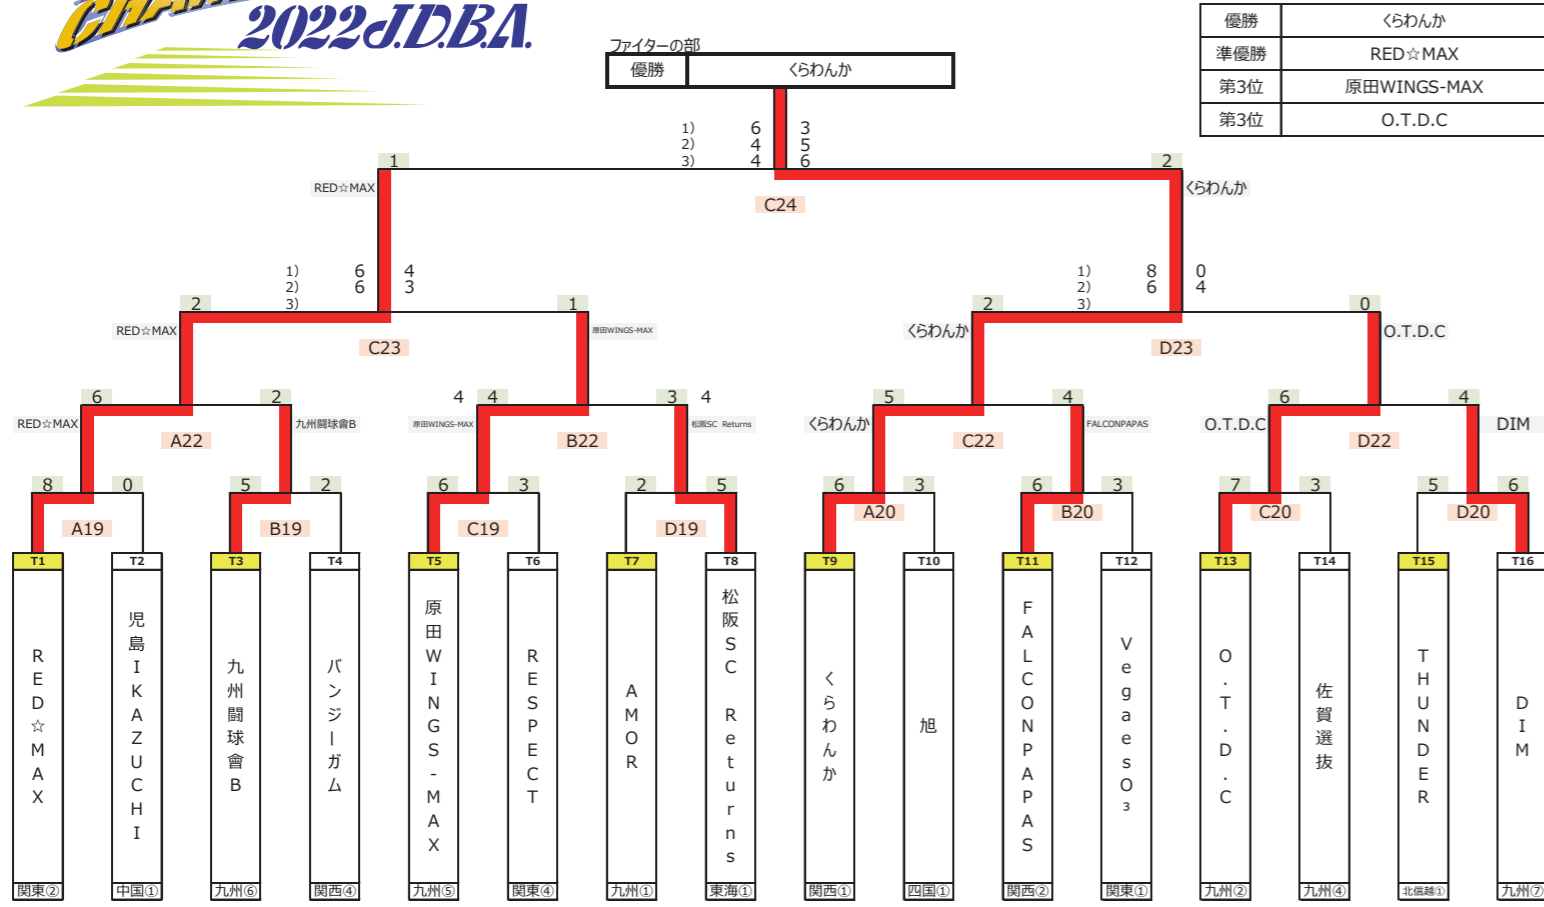 2022J.D.B.A.
優勝 くらわんか
準優勝 RED☆MAX
第3位 原田WINGS-MAX
第3位 O.T.D.C
ファイターの部
優勝 くらわんか
1) 6 3
2) 4 5
3) 4 6
1 2
RED☆MAX くらわんか
C24
1) 6 4 1) 8 0
2) 6 3 2) 6 4
3) 3)
2 1 2 0
RED☆MAX 原田WINGS-MAX くらわんか O.T.D.C
C23 D23
6 2 4 4 3 4 5 4 6 4
RED☆MAX 九州闘球會B 原田WINGS-MAX 松阪SC Returns くらわんか FALCONPAPAS O.T.D.C DIM
A22 B22 C22 D22
8 0 5 2 6 3 2 5 6 3 6 3 7 3 5 6
A19 B19 C19 D19 A20 B20 C20 D20
T1 T2 T3 T4 T5 T6 T7 T8 T9 T10 T11 T12 T13 T14 T15 T16
RED☆MAX
児島IKAZUCHI
九州闘球會B
バンジーガム
原田WINGS-MAX
RESPECT
AMOR
松阪SC Returns
くらわんか
旭
FALCONPAPAS
VegaesO³
O.T.D.C
佐賀選抜
THUNDER
DIM
関東② 中国① 九州⑥ 関西④ 九州⑤ 関東④ 九州① 東海① 関西① 四国① 関西② 関東① 九州② 九州④ 北信越① 九州⑦